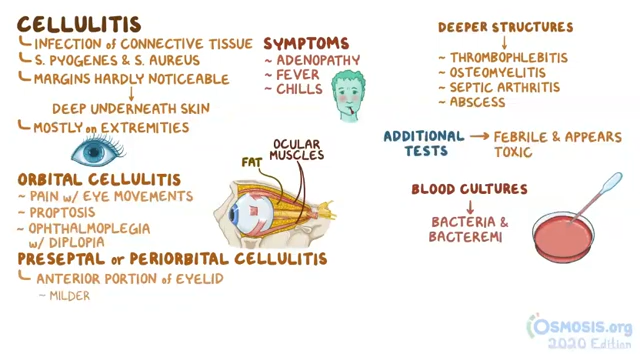 CELLULITIS
INFECTION of CONNECTIVE TISSUE
S. PYOGENES & S. AUREUS
MARGINS HARDLY NOTICEABLE
DEEP UNDERNEATH SKIN
MOSTLY on EXTREMITIES
ORBITAL CELLULITIS
~ PAIN w/ EYE MOVEMENTS
~ PROPTOSIS
~ OPHTHALMOPLEGIA
w/ DIPLOPIA
PRESEPTAL or PERIORBITAL CELLULITIS
ANTERIOR PORTION of EYELID
~ MILDER
SYMPTOMS
~ ADENOPATHY
~ FEVER
~ CHILLS
OCULAR
MUSCLES
FAT
DEEPER STRUCTURES
~ THROMBOPHLEBITIS
~ OSTEOMYELITIS
~ SEPTIC ARTHRITIS
~ ABSCESS
ADDITIONAL
TESTS
FEBRILE & APPEARS
TOXIC
BLOOD CULTURES
BACTERIA &
BACTEREMI
OSMOSIS.org
2020 Edition